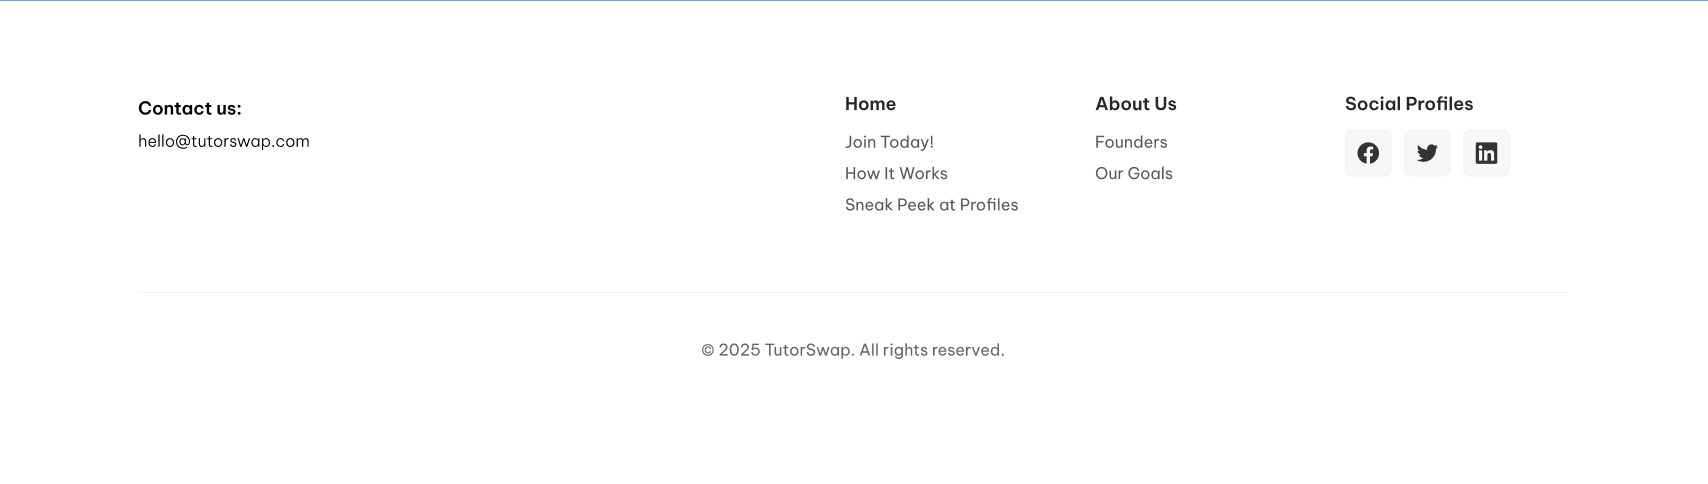 Contact us:
hello@tutorswap.com
Home
Join Today!
How It Works
Sneak Peek at Profiles
About Us
Founders
Our Goals
Social Profiles
© 2025 TutorSwap. All rights reserved.